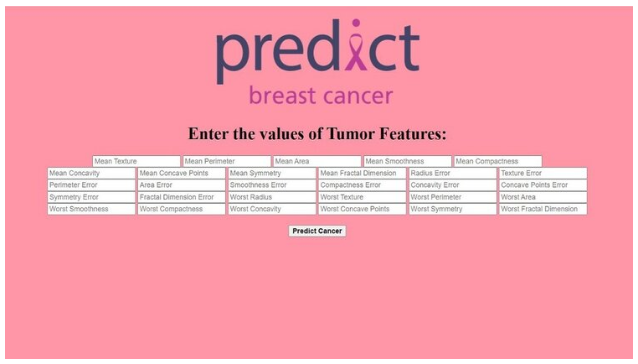 predict
breast cancer
Enter the values of Tumor Features:
Mean Texture Mean Perimeter Mean Area Mean Smoothness Mean Compactness
Mean Concavity Mean Concave Points Mean Symmetry Mean Fractal Dimension Radius Error Texture Error
Perimeter Error Area Error Smoothness Error Compactness Error Concavity Error Concave Points Error
Symmetry Error Fractal Dimension Error Worst Radius Worst Texture Worst Perimeter Worst Area
Worst Smoothness Worst Compactness Worst Concavity Worst Concave Points Worst Symmetry Worst Fractal Dimension
Predict Cancer